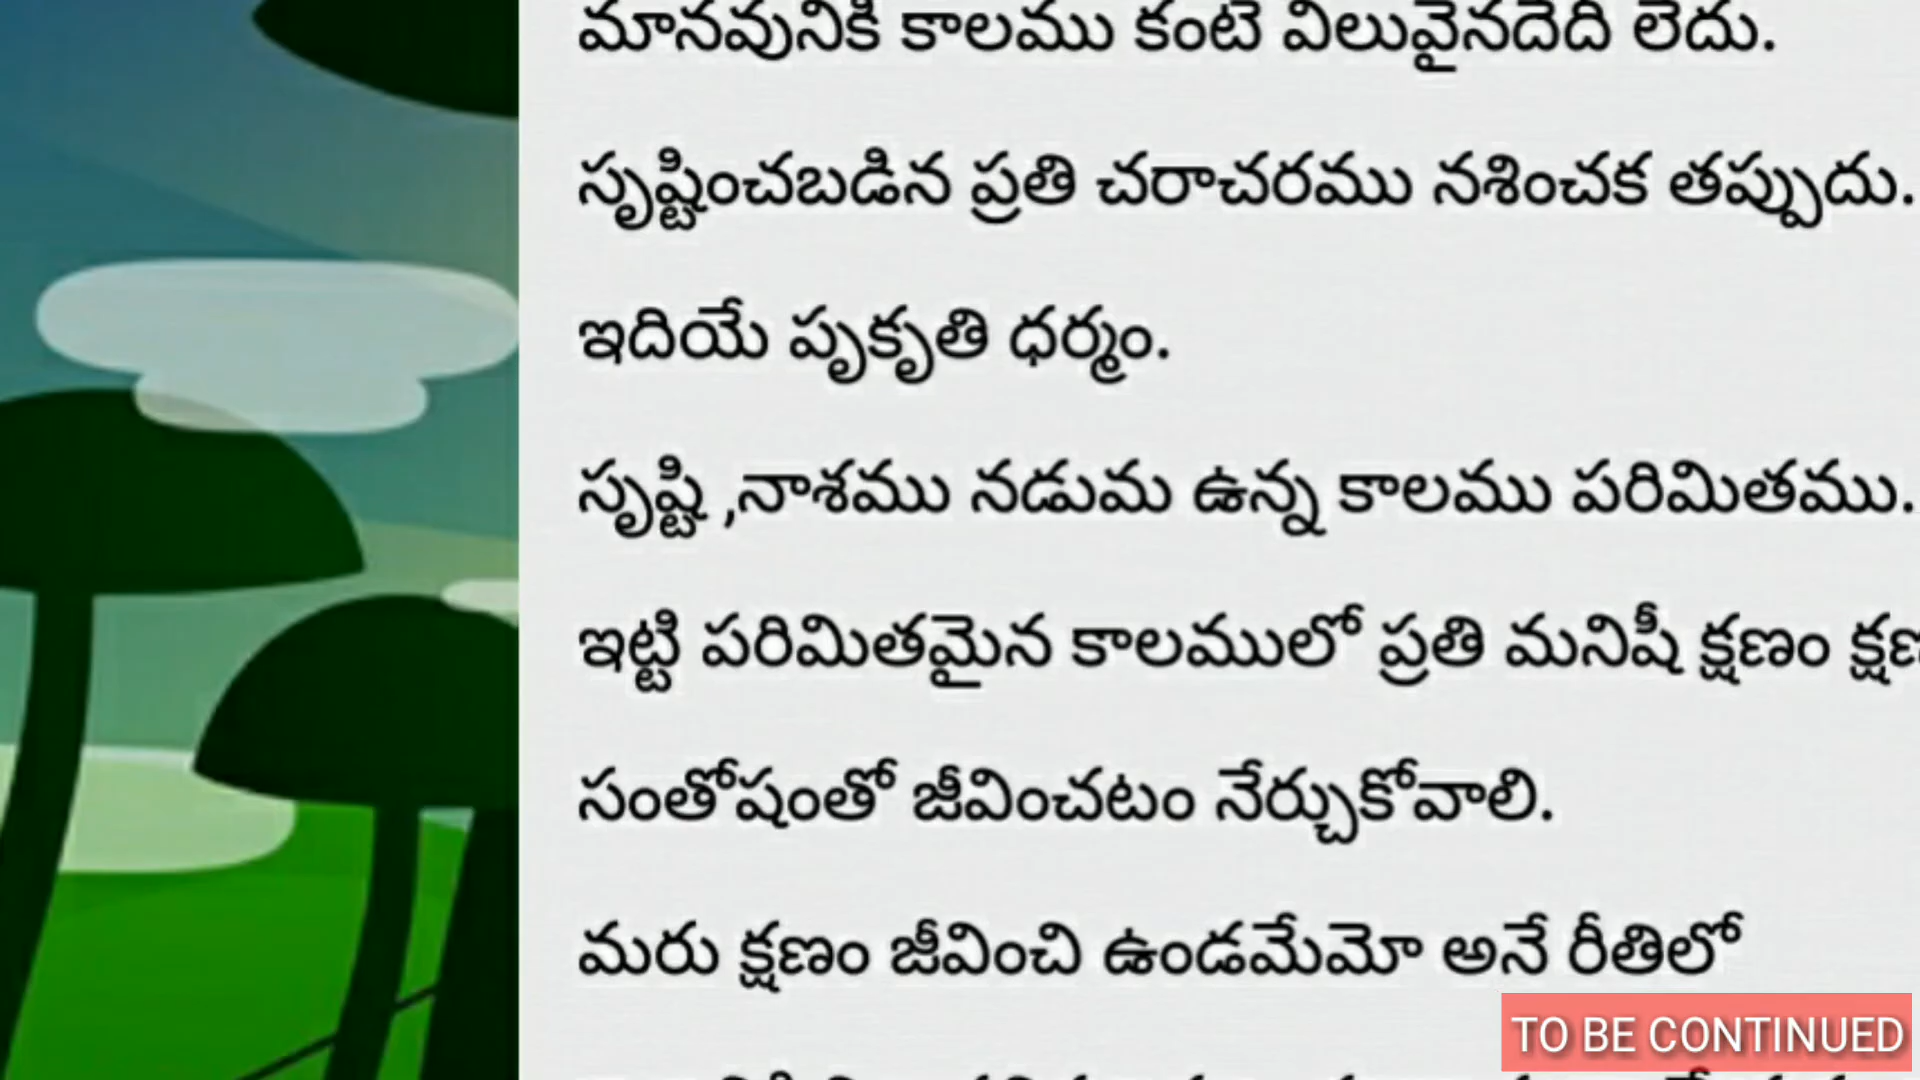 మానవునికి కాలము కంటే విలువైనదేది లేదు.
సృష్టించబడిన ప్రతి చరాచరము నశించక తప్పుదు.
ఇదియే పృకృతి ధర్మం.
సృష్టి ,నాశము నడుమ ఉన్న కాలము పరిమితము.
ఇట్టి పరిమితమైన కాలములో ప్రతి మనిషీ క్షణం
సంతోషంతో జీవించటం నేర్చుకోవాలి.
మరు క్షణం జీవించి ఉండమేమో అనే రీతిలో
TO BE CONTINUED